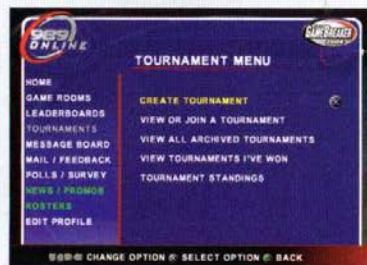 989
ONLINE
GAMEBREAKER
TOURNAMENT MENU
HOME
GAME ROOMS
LEADERBOARDS
TOURNAMENTS
MESSAGE BOARD
MAIL / FEEDBACK
POLLS / SURVEY
NEWS / PROMOS
ROSTERS
EDIT PROFILE
CREATE TOURNAMENT
VIEW OR JOIN A TOURNAMENT
VIEW ALL ARCHIVED TOURNAMENTS
VIEW TOURNAMENTS I'VE WON
TOURNAMENT STANDINGS
CHANGE OPTION SELECT OPTION BACK